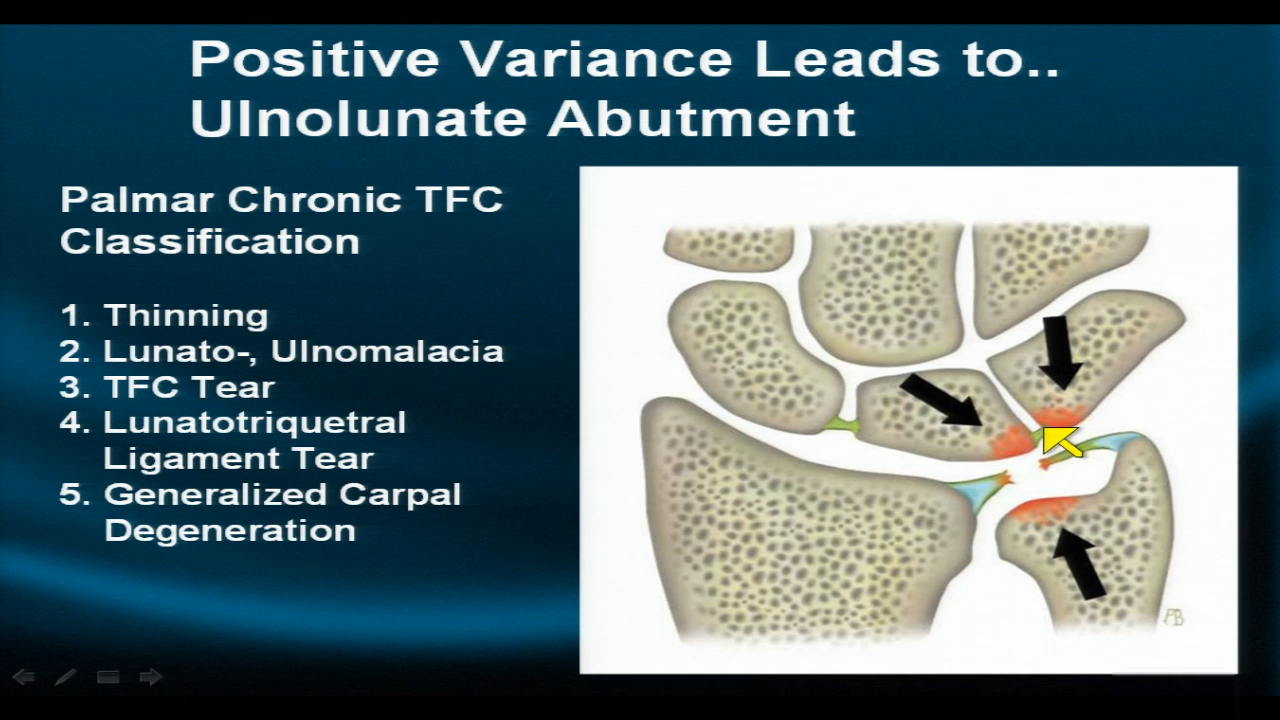 Positive Variance Leads to..
Ulnolunate Abutment
Palmar Chronic TFC
Classification
1. Thinning
2. Lunato-, Ulnomalacia
3. TFC Tear
4. Lunatotriquetral
Ligament Tear
5. Generalized Carpal
Degeneration